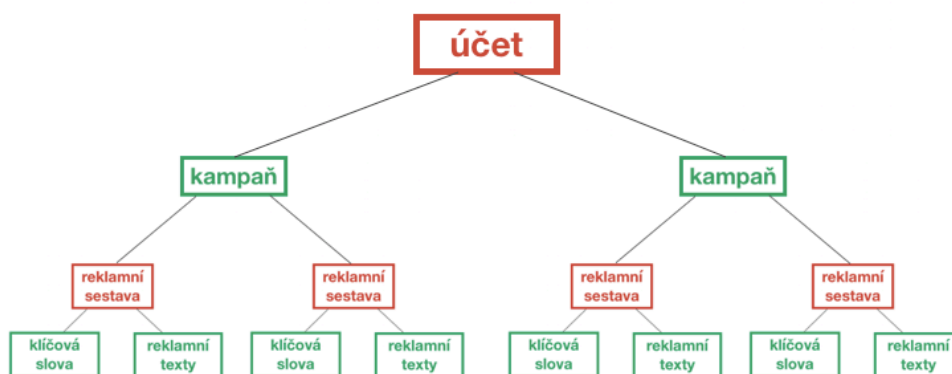 účet
kampaň
kampaň
reklamní
sestava
reklamní
sestava
reklamní
sestava
reklamní
sestava
klíčová
slova
reklamní
texty
klíčová
slova
reklamní
texty
klíčová
slova
reklamní
texty
klíčová
slova
reklamní
texty